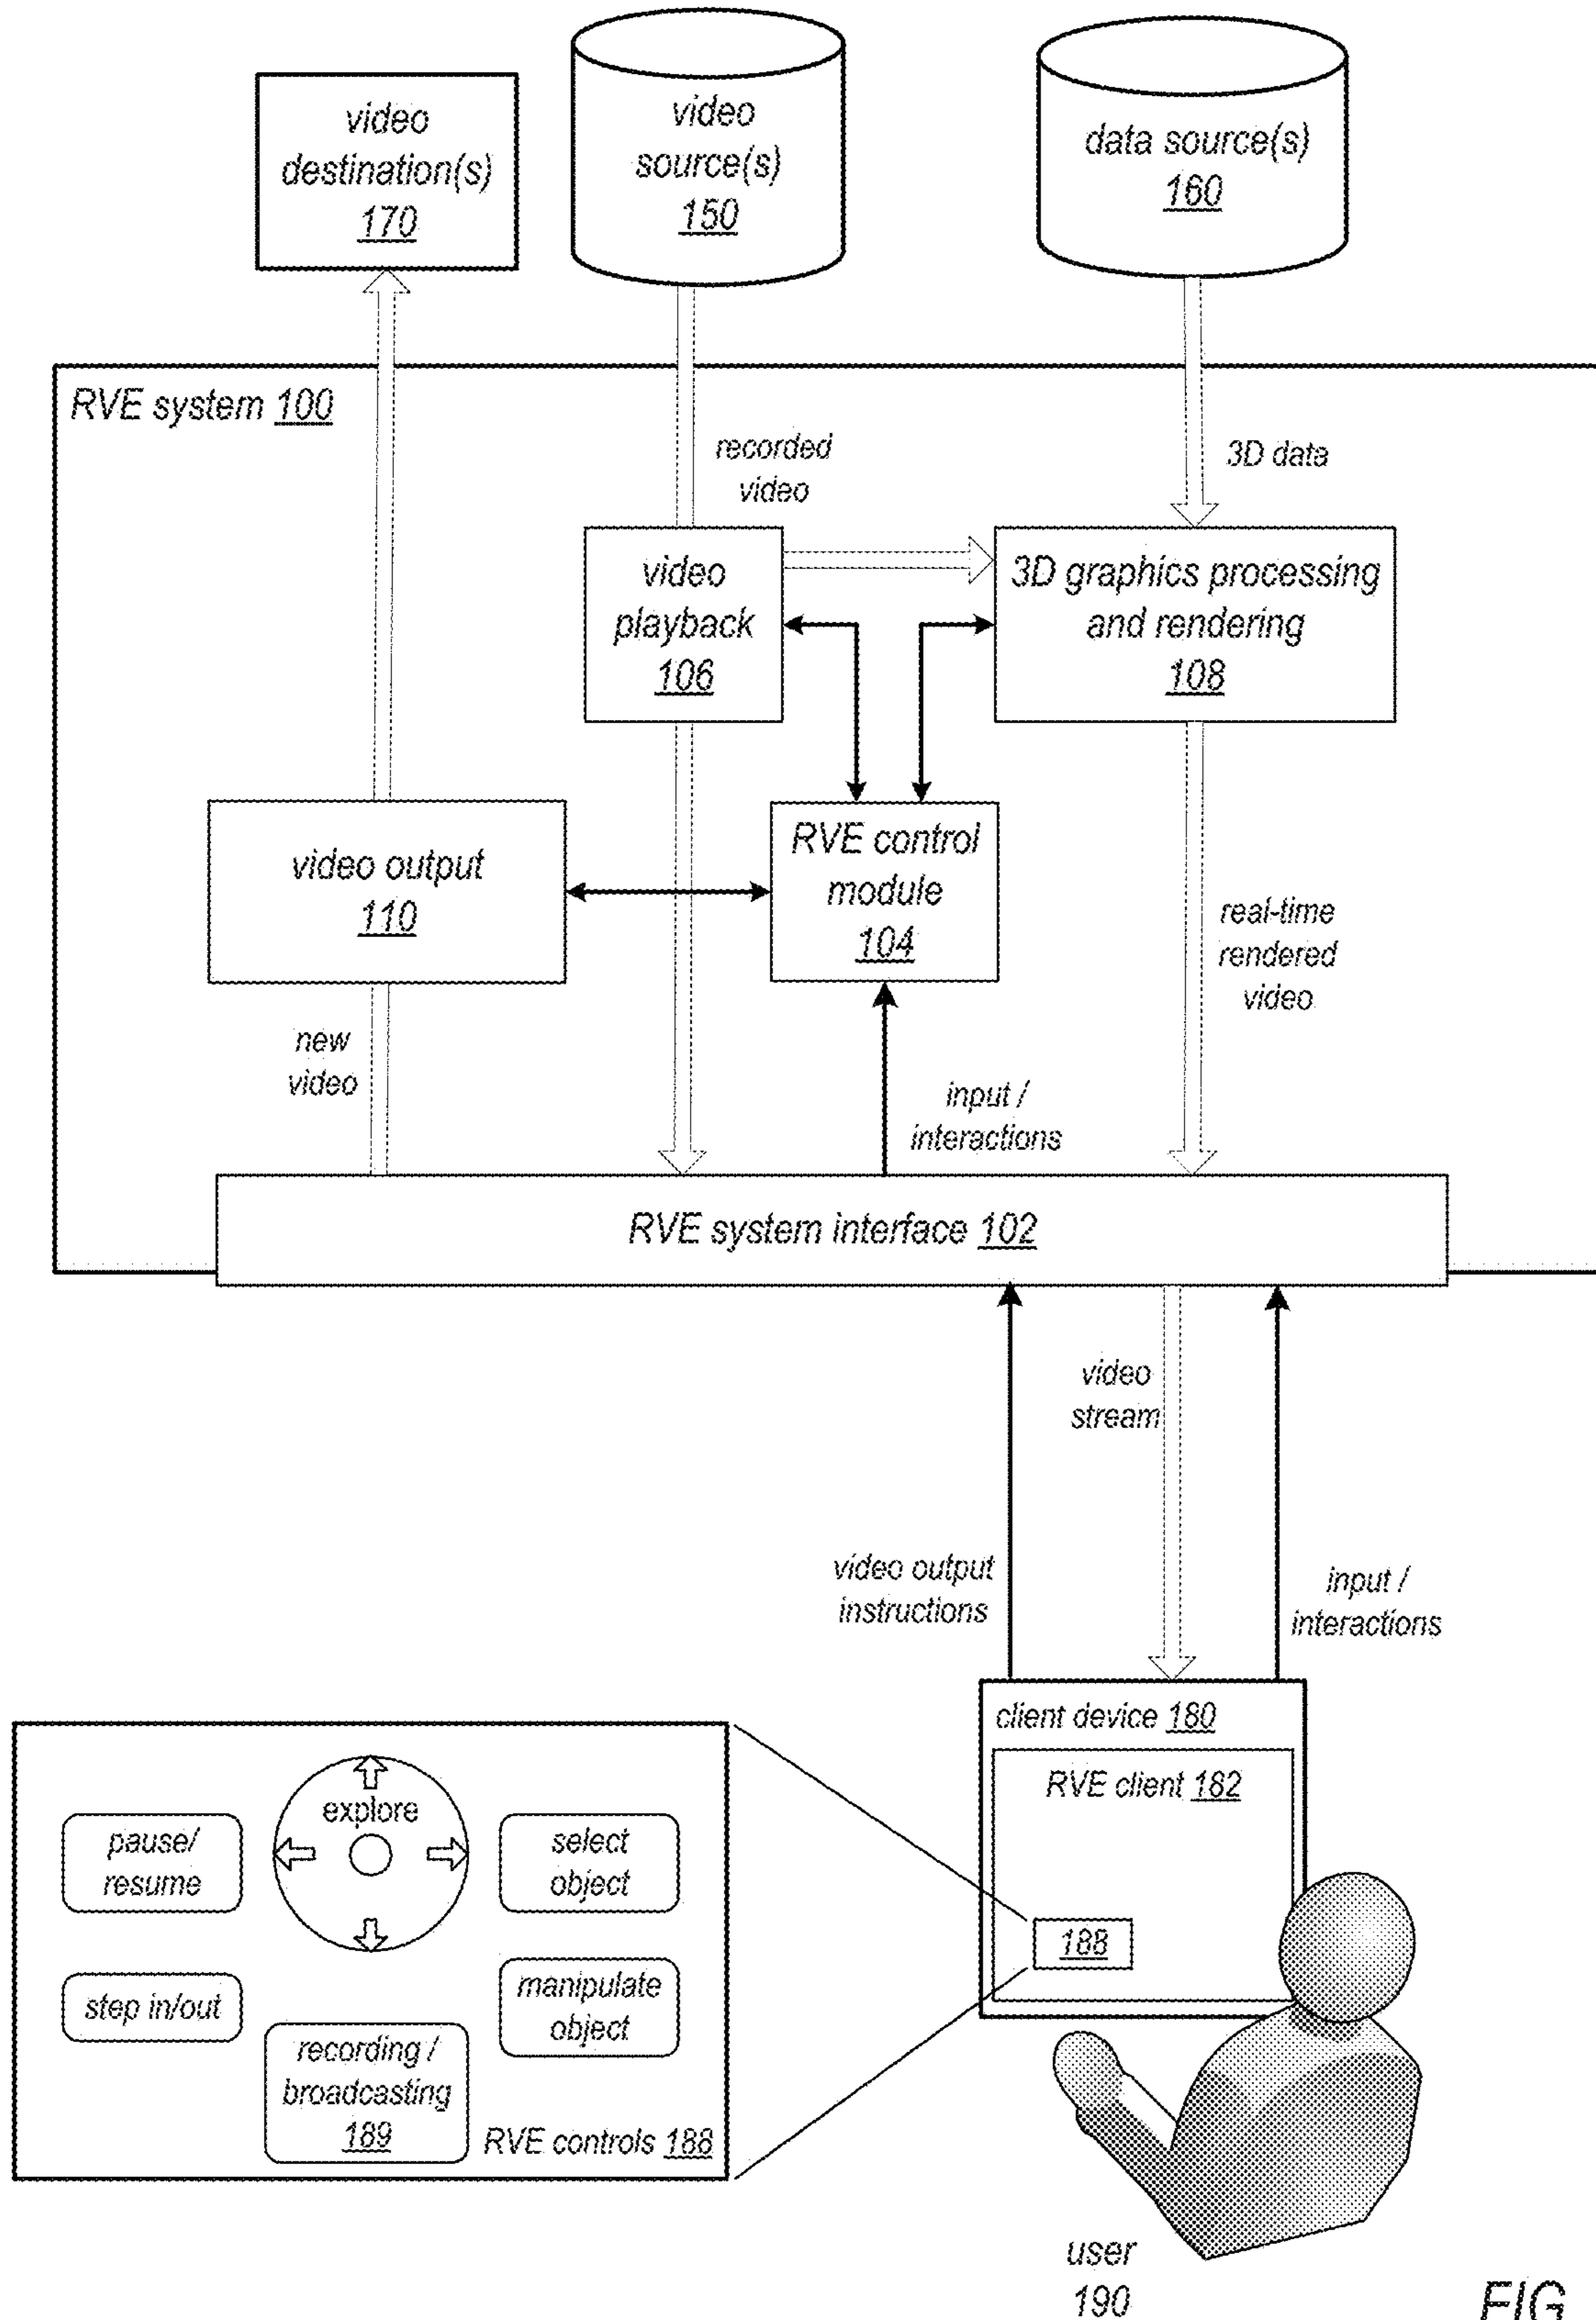 video
destination(s)
170
video
source(s)
150
data source(s)
160
RVE system 100
recorded
video
3D data
video
playback
106
3D graphics processing
and rendering
108
video output
110
RVE control
module
104
real-time
rendered
video
new
video
input /
interactions
RVE system interface 102
video
stream
video output
instructions
input /
interactions
client device 180
RVE client 182
188
explore
pause/
resume
select
object
step in/out
manipulate
object
recording /
broadcasting
189
RVE controls 188
user
190
FIG